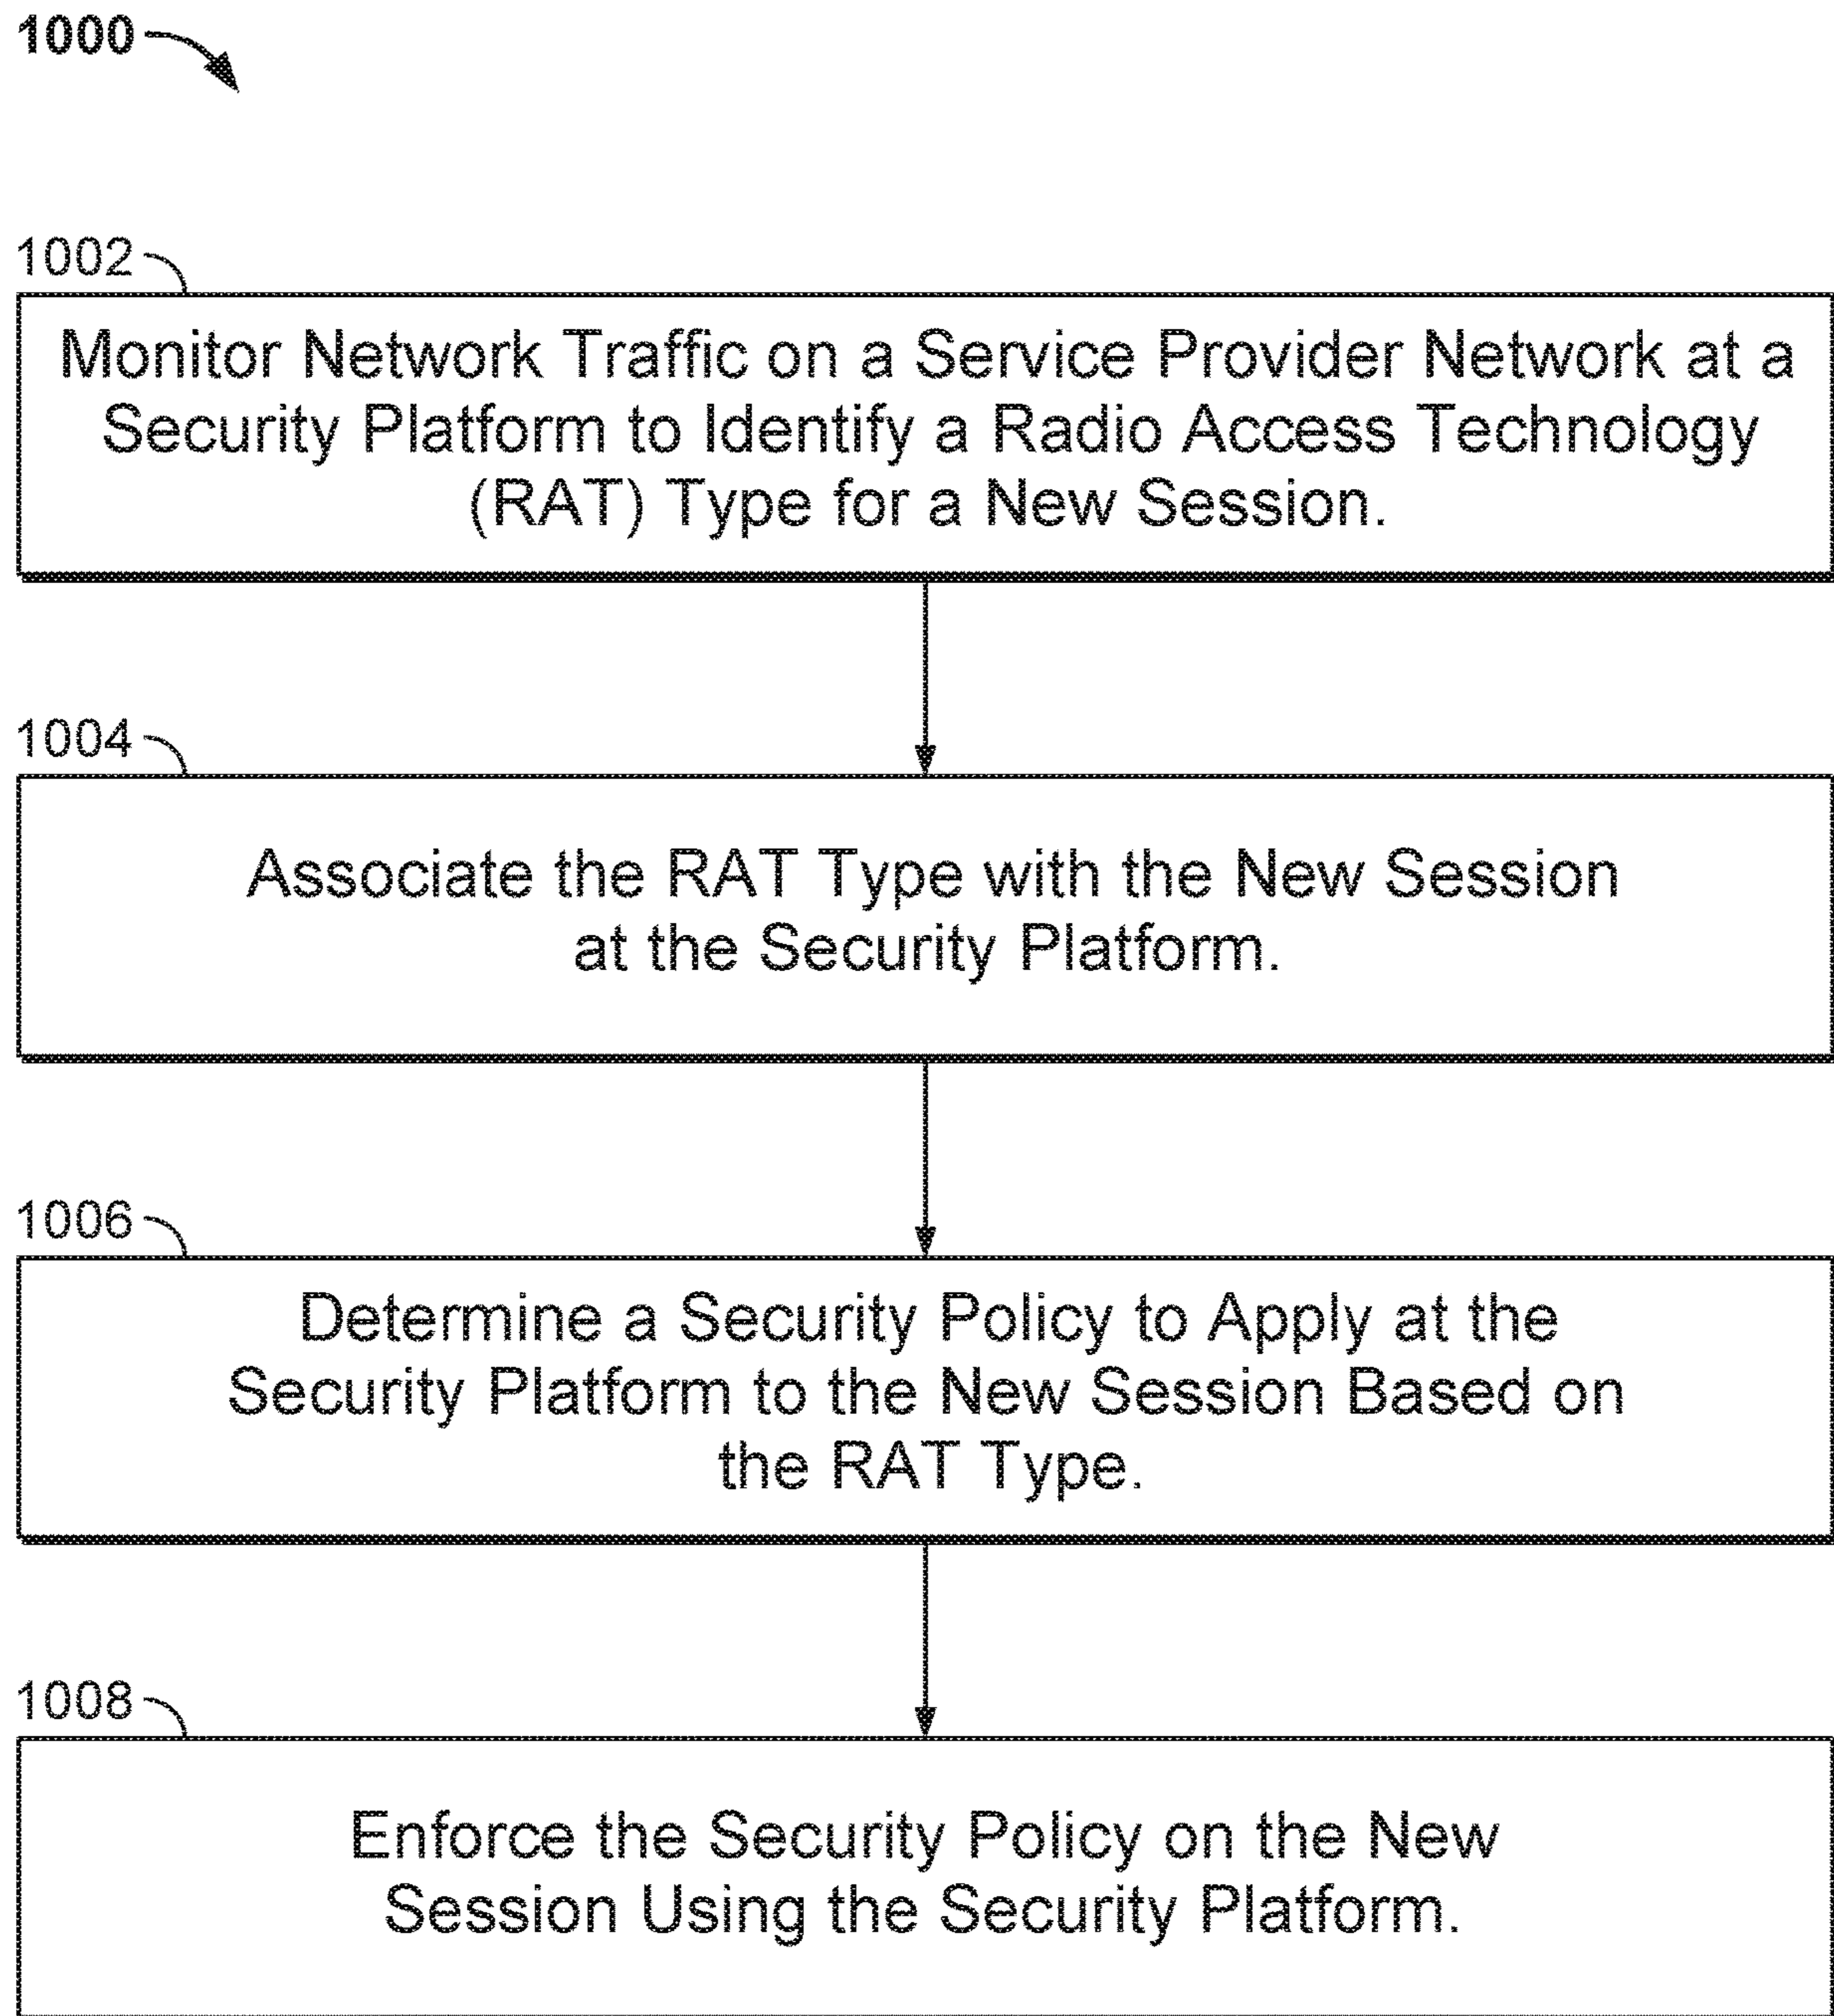 1000
1002
Monitor Network Traffic on a Service Provider Network at a
Security Platform to Identify a Radio Access Technology
(RAT) Type for a New Session.
1004
Associate the RAT Type with the New Session
at the Security Platform.
1006
Determine a Security Policy to Apply at the
Security Platform to the New Session Based on
the RAT Type.
1008
Enforce the Security Policy on the New
Session Using the Security Platform.